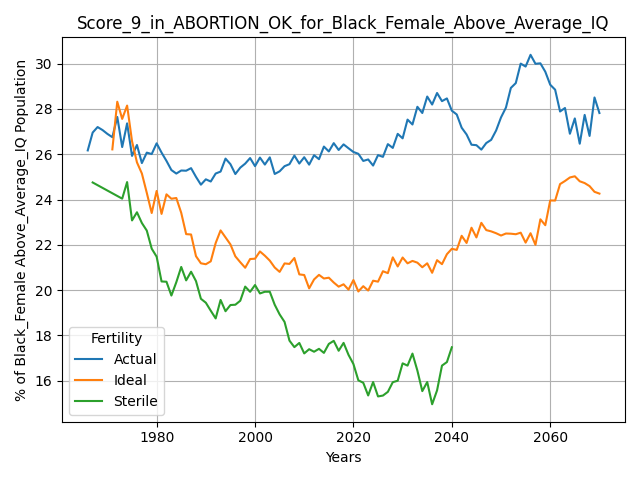 Score_9_in_ABORTION_OK_for_Black_Female_Above_Average_IQ
% of Black_Female Above_Average_IQ Population
30
28
26
24
22
20
18
16
Fertility
Actual
Ideal
Sterile
1980
2000
2020
2040
2060
Years